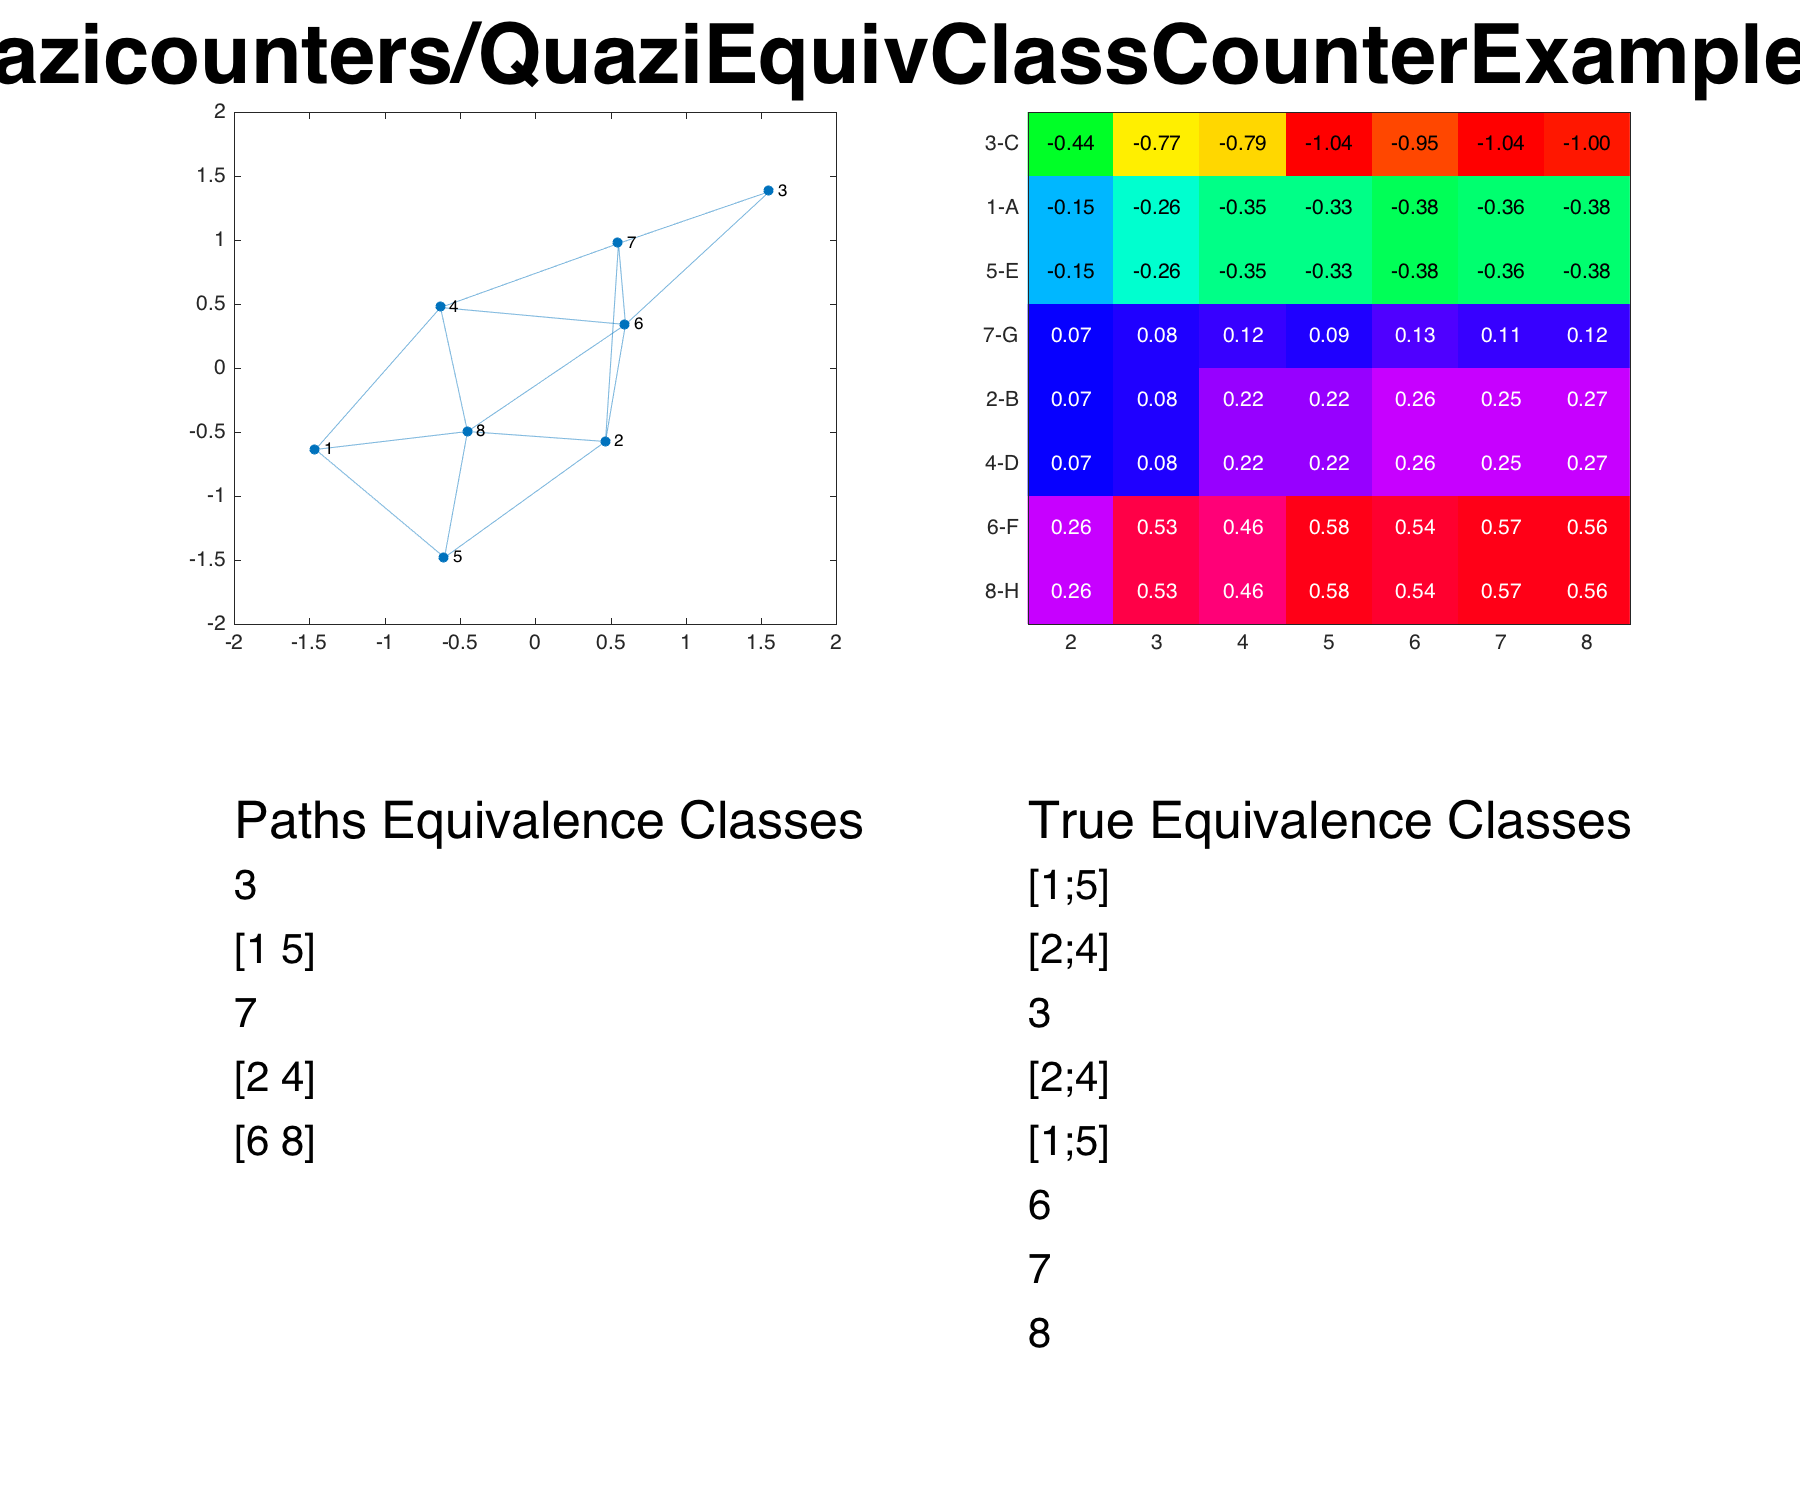 azicounters/QuaziEquivClassCounterExample
2
1.5
1
0.5
0
-0.5
-1
-1.5
-2
-2 -1.5 -1 -0.5 0 0.5 1 1.5 2
3
7
4
6
8
2
1
5
3-C -0.44 -0.77 -0.79 -1.04 -0.95 -1.04 -1.00
1-A -0.15 -0.26 -0.35 -0.33 -0.38 -0.36 -0.38
5-E -0.15 -0.26 -0.35 -0.33 -0.38 -0.36 -0.38
7-G 0.07 0.08 0.12 0.09 0.13 0.11 0.12
2-B 0.07 0.08 0.22 0.22 0.26 0.25 0.27
4-D 0.07 0.08 0.22 0.22 0.26 0.25 0.27
6-F 0.26 0.53 0.46 0.58 0.54 0.57 0.56
8-H 0.26 0.53 0.46 0.58 0.54 0.57 0.56
2 3 4 5 6 7 8
Paths Equivalence Classes
3
[1 5]
7
[2 4]
[6 8]
True Equivalence Classes
[1;5]
[2;4]
3
[2;4]
[1;5]
6
7
8